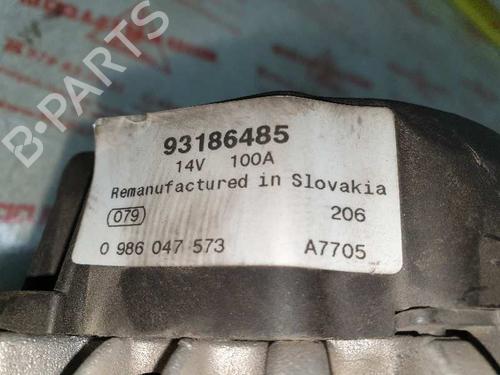 B-PARTS
93186485
14V 100A
Remanufactured in Slovakia
079 206
0 986 047 573 A7705